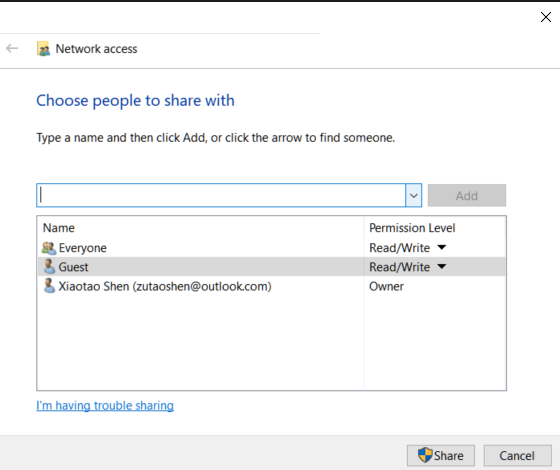 Network access
Choose people to share with
Type a name and then click Add, or click the arrow to find someone.
Add
Name Permission Level
Everyone Read/Write
Guest Read/Write
Xiaotao Shen (zutaoshen@outlook.com) Owner
I'm having trouble sharing
Share Cancel